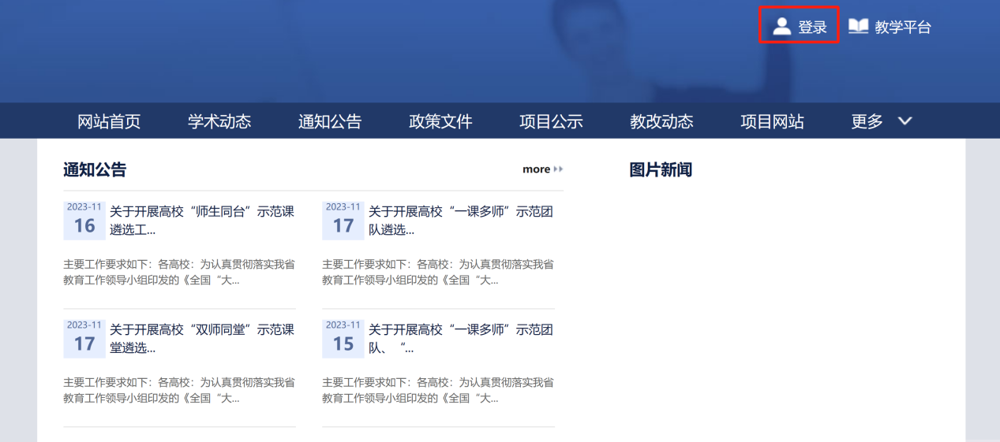 登录 教学平台
网站首页 学术动态 通知公告 政策文件 项目公示 教改动态 项目网站 更多
通知公告 more
图片新闻
2023-11
16
关于开展高校“师生同台”示范课
遴选工...
主要工作要求如下：各高校：为认真贯彻落实我省
教育工作领导小组印发的《全国“大...
2023-11
17
关于开展高校“一课多师”示范团
队遴选...
主要工作要求如下：各高校：为认真贯彻落实我省
教育工作领导小组印发的《全国“大...
2023-11
17
关于开展高校“双师同堂”示范课
堂遴选...
主要工作要求如下：各高校：为认真贯彻落实我省
教育工作领导小组印发的《全国“大...
2023-11
15
关于开展高校“一课多师”示范团
队、“...
主要工作要求如下：各高校：为认真贯彻落实我省
教育工作领导小组印发的《全国“大...